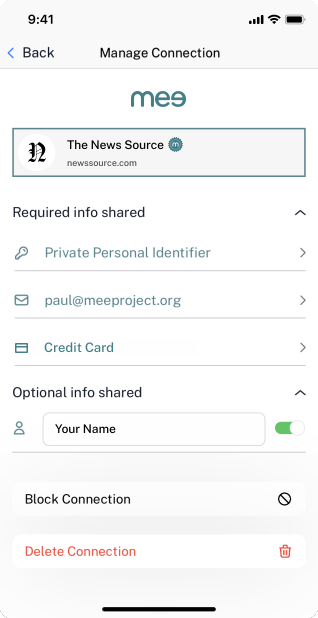 9:41
Back
Manage Connection
mee
The News Source
newssource.com
Required info shared
Private Personal Identifier
paul@meeproject.org
Credit Card
Optional info shared
Your Name
Block Connection
Delete Connection